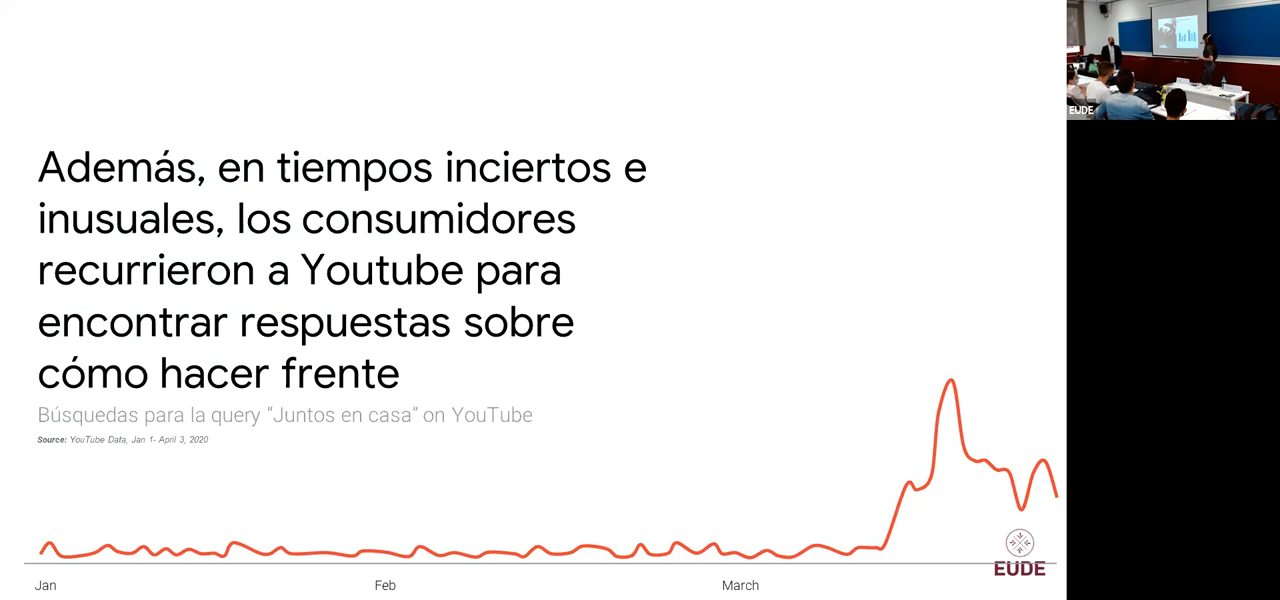 Además, en tiempos inciertos e
inusuales, los consumidores
recurrieron a Youtube para
encontrar respuestas sobre
cómo hacer frente
Búsquedas para la query “Juntos en casa” on YouTube
Source: YouTube Data, Jan 1- April 3, 2020
Jan
Feb
March
EUDE
EUDE